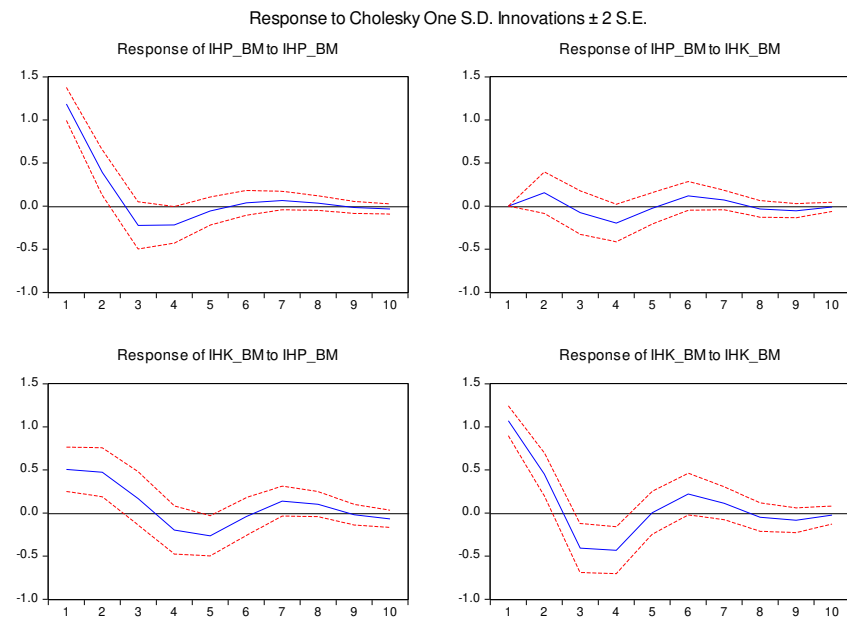 Response to Cholesky One S.D. Innovations ± 2 S.E.
Response of IHP_BM to IHP_BM
1.5
1.0
0.5
0.0
-0.5
-1.0
1 2 3 4 5 6 7 8 9 10
Response of IHP_BM to IHK_BM
1.5
1.0
0.5
0.0
-0.5
-1.0
1 2 3 4 5 6 7 8 9 10
Response of IHK_BM to IHP_BM
1.5
1.0
0.5
0.0
-0.5
-1.0
1 2 3 4 5 6 7 8 9 10
Response of IHK_BM to IHK_BM
1.5
1.0
0.5
0.0
-0.5
-1.0
1 2 3 4 5 6 7 8 9 10